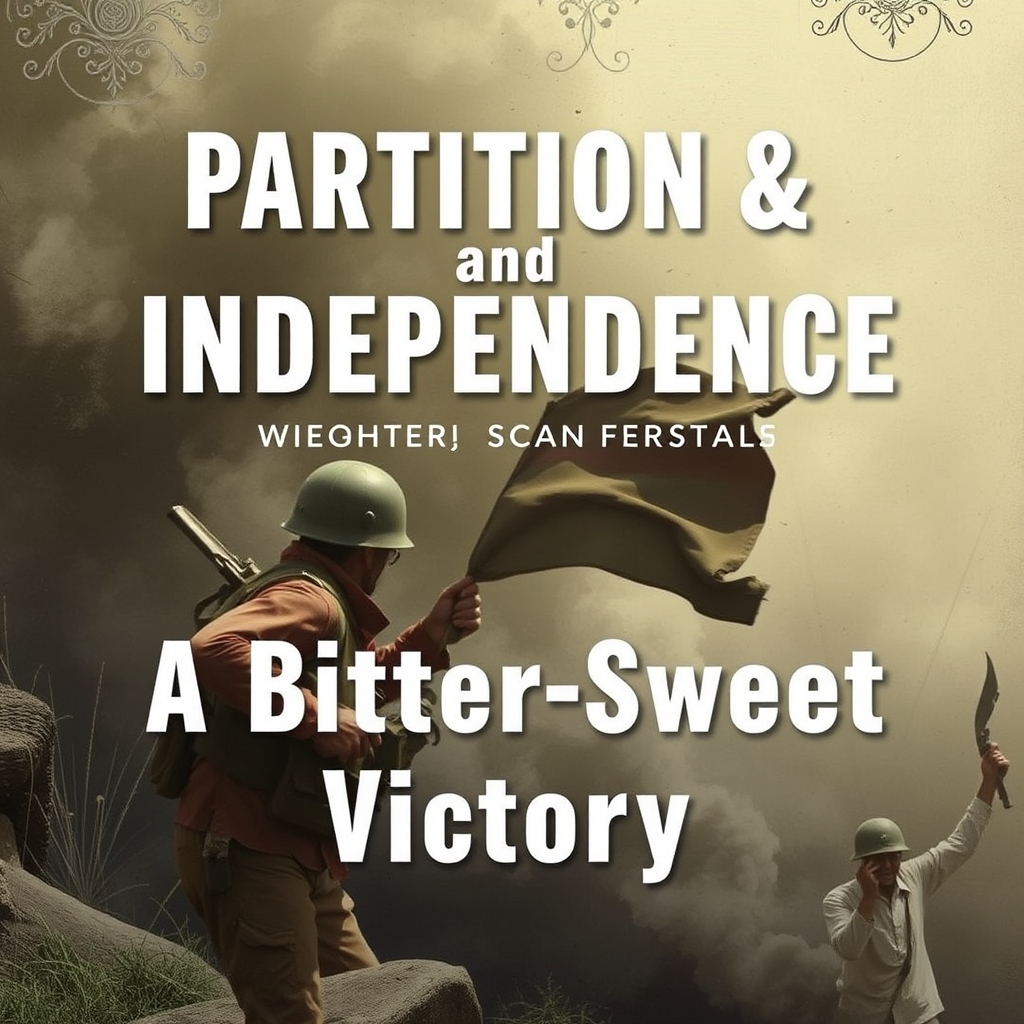 PARTITION &
and
INDEPENDENCE
WIEGHTER! SCAN FERSTALS
A Bitter-Sweet
Victory